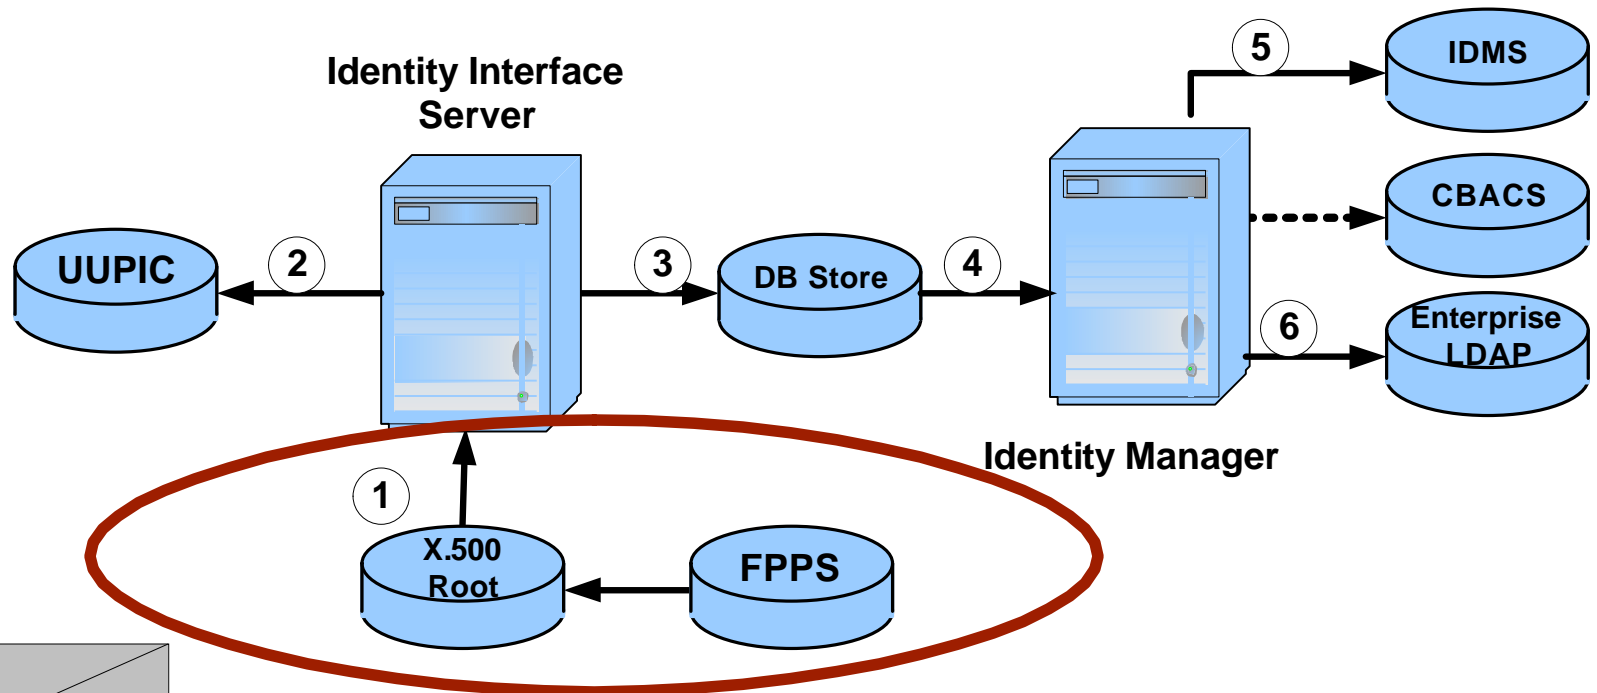 Identity Interface
Server
5
IDMS
CBACS
UUPIC
2
3
DB Store
4
6
Enterprise
LDAP
Identity Manager
1
X.500
Root
FPPS